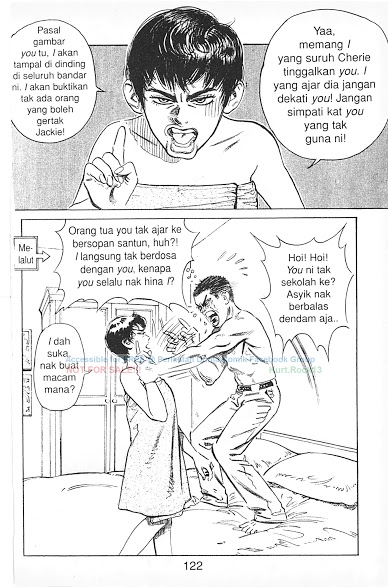 Pasal
gambar
you tu, I akan
tampal di dinding
di seluruh bandar
ni. I akan buktikan
tak ada orang
yang boleh
gertak
Jackie!
Yaa,
memang I
yang suruh Cherie
tinggalkan you. I
yang ajar dia jangan
dekati you! Jangan
simpati kat you
yang tak
guna ni!
Me-
lalut
Orang tua you tak ajar ke
bersopan santun, huh?!
I langsung tak berdosa
dengan you, kenapa
you selalu nak hina I?
Hoi! Hoi!
You ni tak
sekolah ke?
Asyik nak
berbalas
dendam aja..
I dah
suka,
nak buat
macam
mana?
NOT FOR SALE!!
122